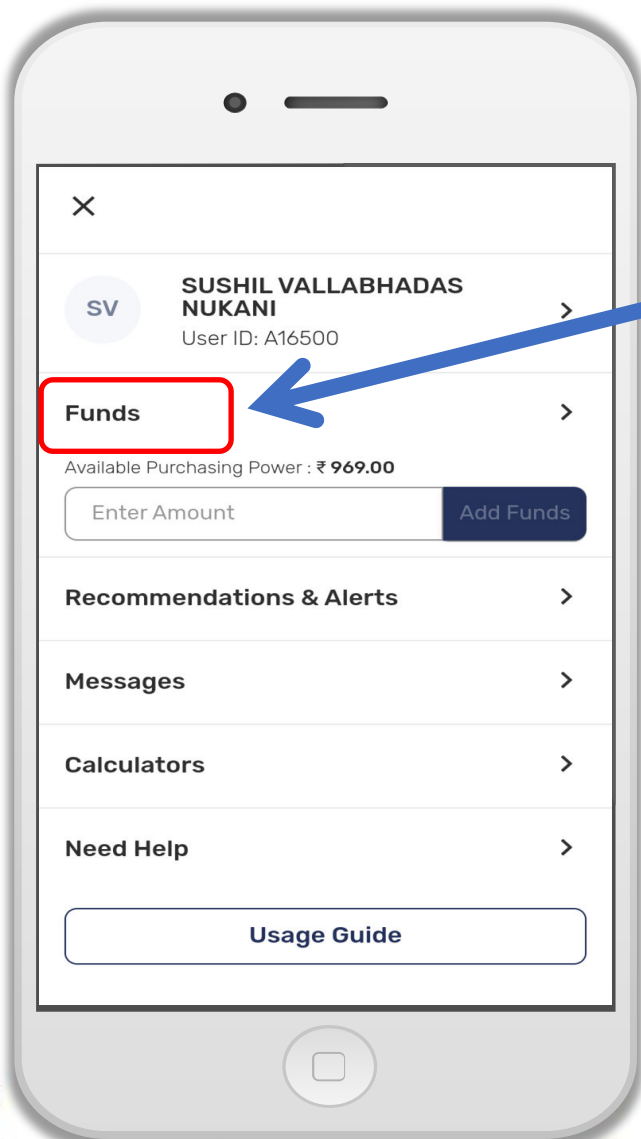 SV
SUSHIL VALLABHADAS
NUKANI
User ID: A16500
Funds
Available Purchasing Power : ₹ 969.00
Enter Amount
Add Funds
Recommendations & Alerts
Messages
Calculators
Need Help
Usage Guide